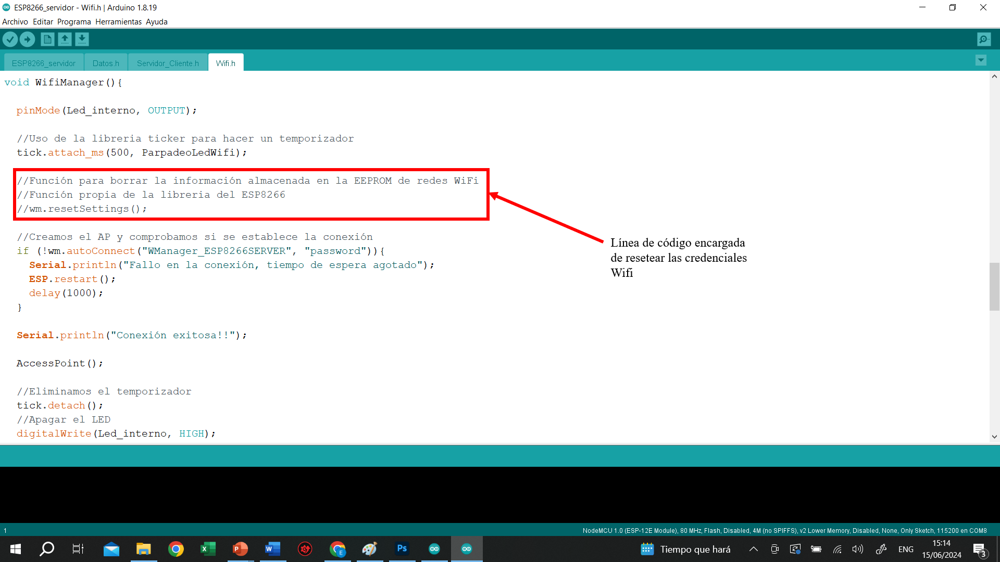 ESP8266_servidor - Wifi.h | Arduino 1.8.19
Archivo Editar Programa Herramientas Ayuda
ESP8266_servidor Datos.h Servidor_Cliente.h Wifi.h
void WifiManager(){
pinMode(Led_interno, OUTPUT);
//Uso de la libreria ticker para hacer un temporizador
tick.attach_ms(500, ParpadeoLedWifi);
//Función para borrar la información almacenada en la EEPROM de redes WiFi
//Función propia de la libreria del ESP8266
//wm.resetSettings();
//Creamos el AP y comprobamos si se establece la conexión
if (!wm.autoConnect("WManager_ESP8266SERVER", "password")){
Serial.println("Fallo en la conexión, tiempo de espera agotado");
ESP.restart();
delay(1000);
}
Serial.println("Conexión exitosa!!");
AccessPoint();
//Eliminamos el temporizador
tick.detach();
//Apagar el LED
digitalWrite(Led_interno, HIGH);
Línea de código encargada
de resetear las credenciales
Wifi
1
NodeMCU 1.0 (ESP-12E Module), 80 MHz, Flash, Disabled, 4M (no SPIFFS), v2 Lower Memory, Disabled, None, Only Sketch, 115200 en COM8
Tiempo que hará
ENG
15:14
15/06/2024
3